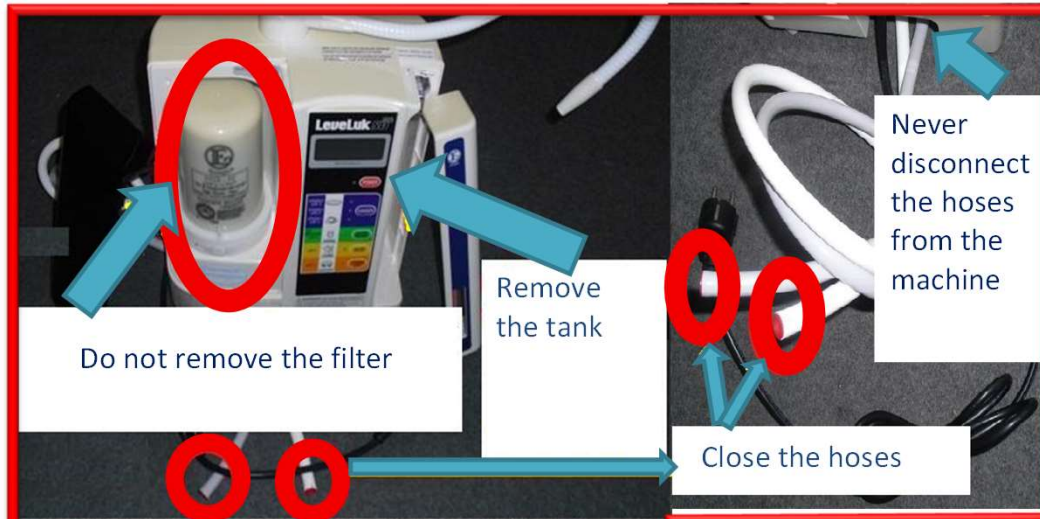 LeveLuk
Do not remove the filter
Remove
the tank
Never
disconnect
the hoses
from the
machine
Close the hoses